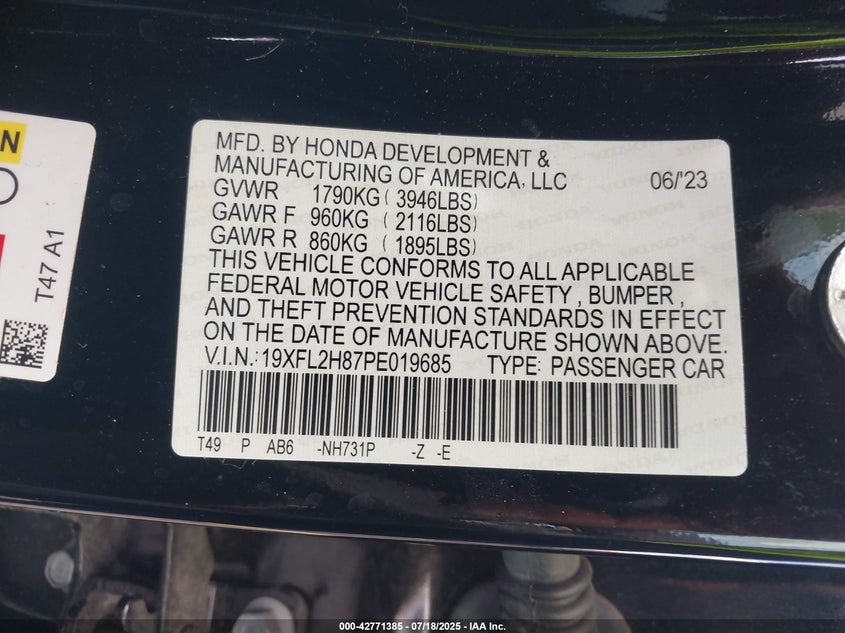 N
T47 A1
MFD. BY HONDA DEVELOPMENT &
MANUFACTURING OF AMERICA, LLC 06/'23
GVWR 1790KG ( 3946LBS)
GAWR F 960KG ( 2116LBS)
GAWR R 860KG ( 1895LBS)
THIS VEHICLE CONFORMS TO ALL APPLICABLE
FEDERAL MOTOR VEHICLE SAFETY , BUMPER ,
AND THEFT PREVENTION STANDARDS IN EFFECT
ON THE DATE OF MANUFACTURE SHOWN ABOVE.
V.I.N.: 19XFL2H87PE019685 TYPE: PASSENGER CAR
T49 P AB6 -NH731P -Z -E
000-42771385 - 07/18/2025 - IAA Inc.